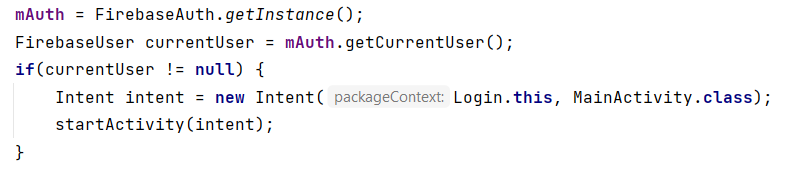 mAuth = FirebaseAuth.getInstance();
FirebaseUser currentUser = mAuth.getCurrentUser();
if(currentUser != null) {
    Intent intent = new Intent( packageContext: Login.this, MainActivity.class);
    startActivity(intent);
}